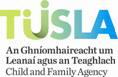 TUSLA
An Ghníomhaireacht um
Leanaí agus an Teaghlach
Child and Family Agency